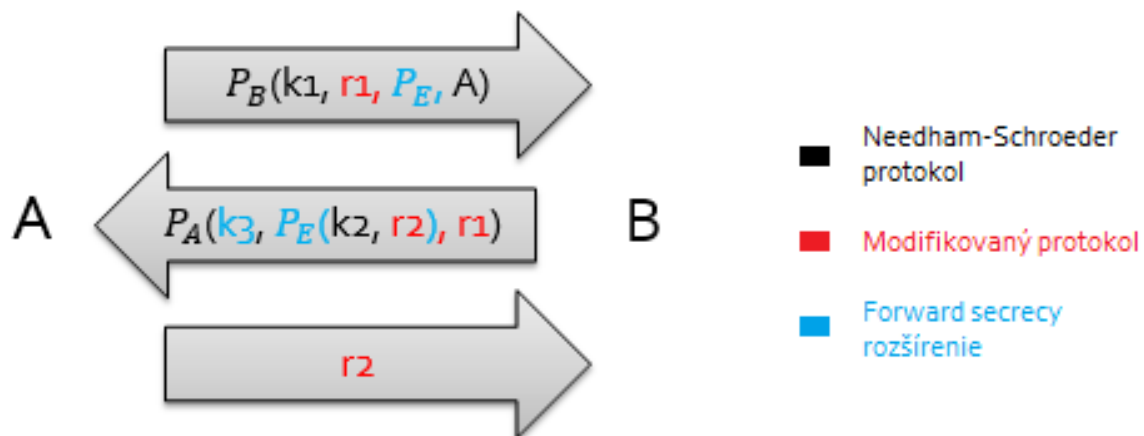 P_B(k1, r1, P_E, A)
A
P_A(k3, P_E(k2, r2), r1)
B
r2
Needham-Schroeder
protokol
Modifikovaný protokol
Forward secrecy
rozšírenie